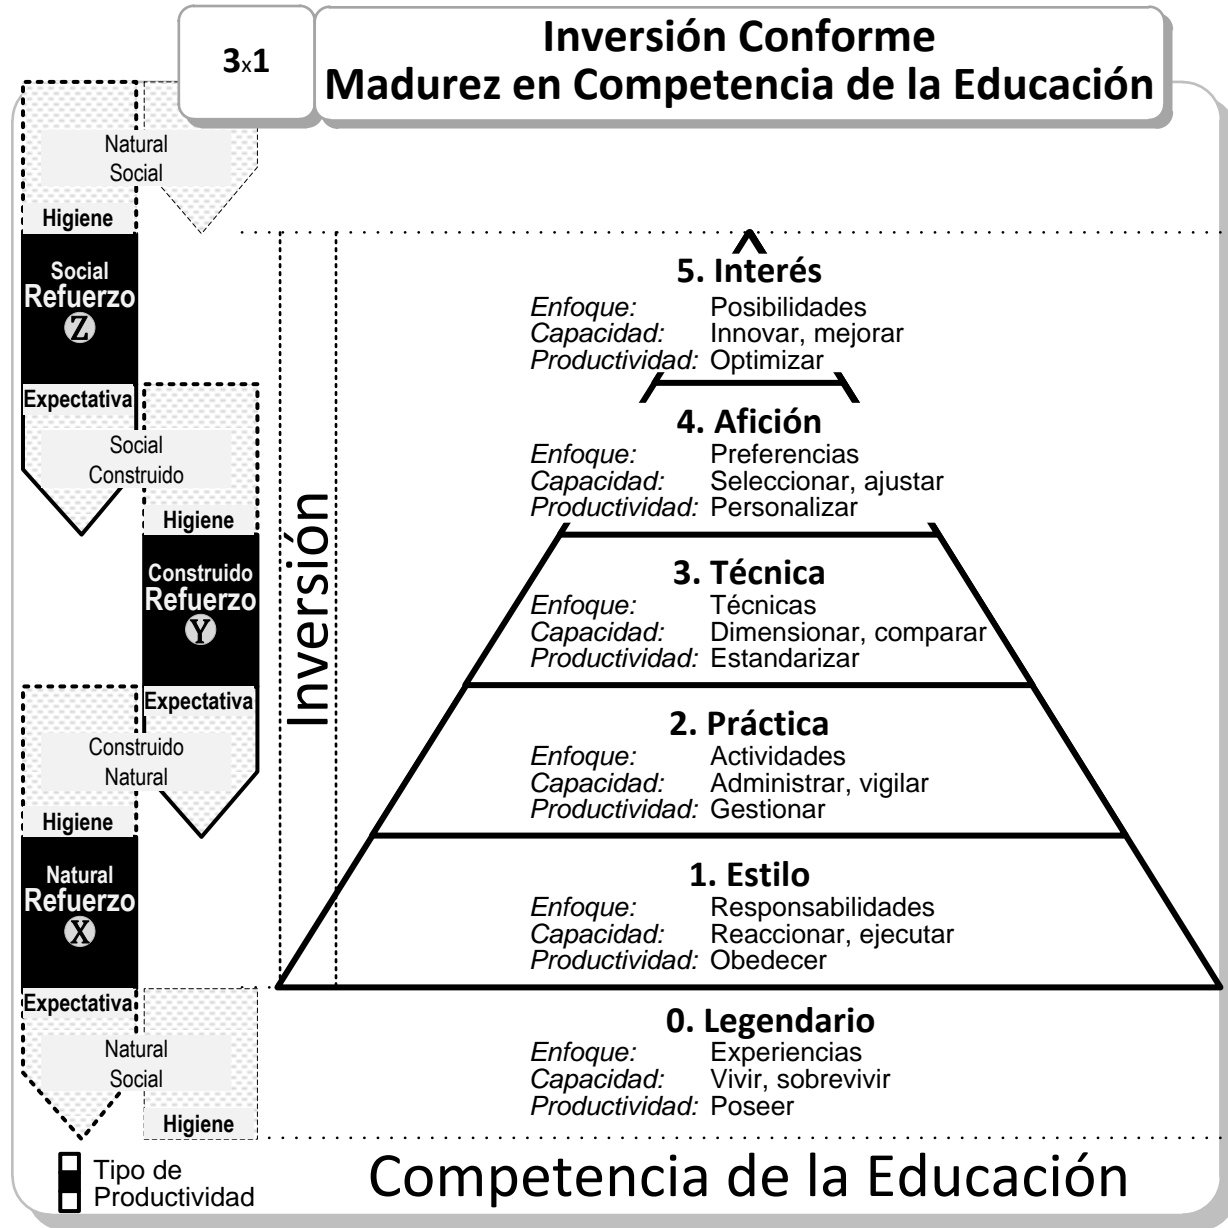 3x1
Inversión Conforme
Madurez en Competencia de la Educación
Natural
Social
Higiene
Social
Refuerzo
Z
Expectativa
Social
Construido
Higiene
Construido
Refuerzo
Y
Expectativa
Construido
Natural
Higiene
Natural
Refuerzo
X
Expectativa
Natural
Social
Higiene
Tipo de
Productividad
Inversión
5. Interés
Enfoque: Posibilidades
Capacidad: Innovar, mejorar
Productividad: Optimizar
4. Afición
Enfoque: Preferencias
Capacidad: Seleccionar, ajustar
Productividad: Personalizar
3. Técnica
Enfoque: Técnicas
Capacidad: Dimensionar, comparar
Productividad: Estandarizar
2. Práctica
Enfoque: Actividades
Capacidad: Administrar, vigilar
Productividad: Gestionar
1. Estilo
Enfoque: Responsabilidades
Capacidad: Reaccionar, ejecutar
Productividad: Obedecer
0. Legendario
Enfoque: Experiencias
Capacidad: Vivir, sobrevivir
Productividad: Poseer
Competencia de la Educación